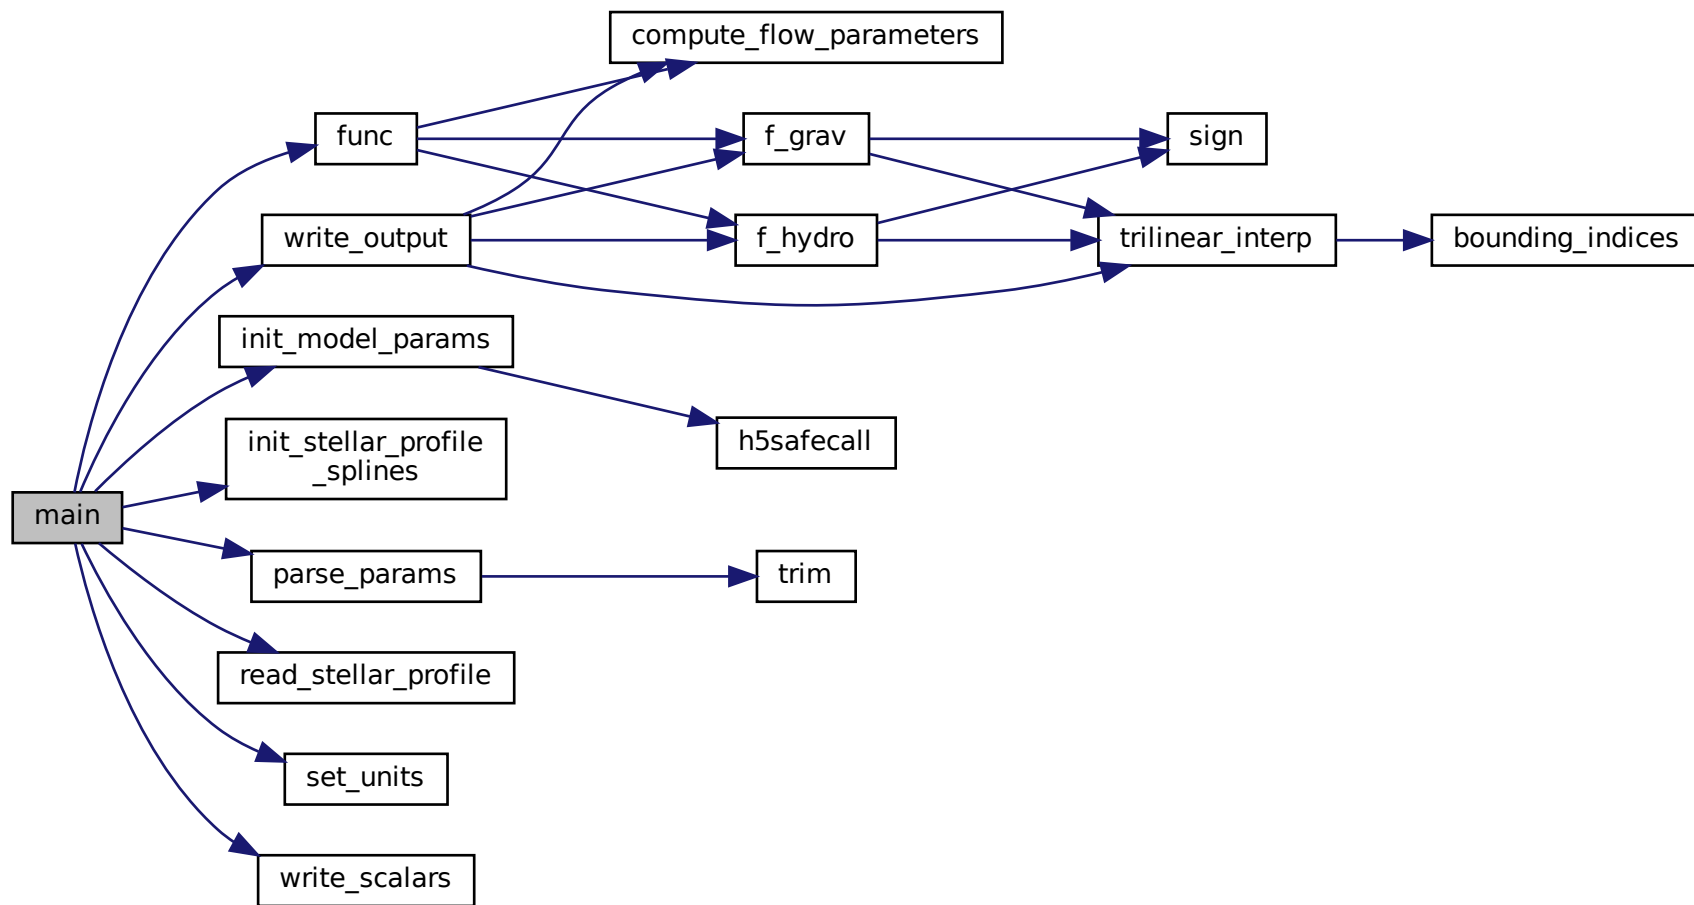 compute_flow_parameters
func
f_grav
sign
write_output
f_hydro
trilinear_interp
bounding_indices
init_model_params
init_stellar_profile
_splines
h5safecall
main
parse_params
trim
read_stellar_profile
set_units
write_scalars